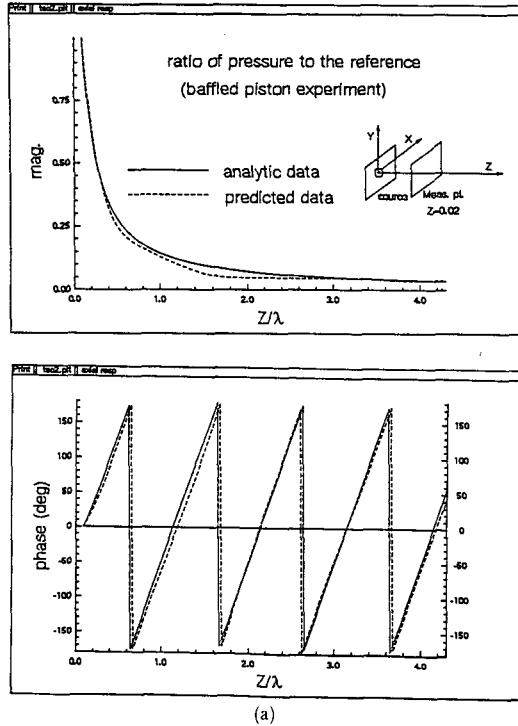 Print tao2.plt axial resp
ratio of pressure to the reference
(baffled piston experiment)
analytic data
predicted data
Y
X
Z
source
Meas. pl.
Z=0.02
mag.
0.75
0.50
0.25
0.00
0.0 1.0 2.0 3.0 4.0
Z/λ
Print tao2.plt axial resp
phase (deg)
150
100
50
0
-50
-100
-150
150
100
50
0
-50
-100
-150
0.0 1.0 2.0 3.0 4.0
Z/λ
(a)